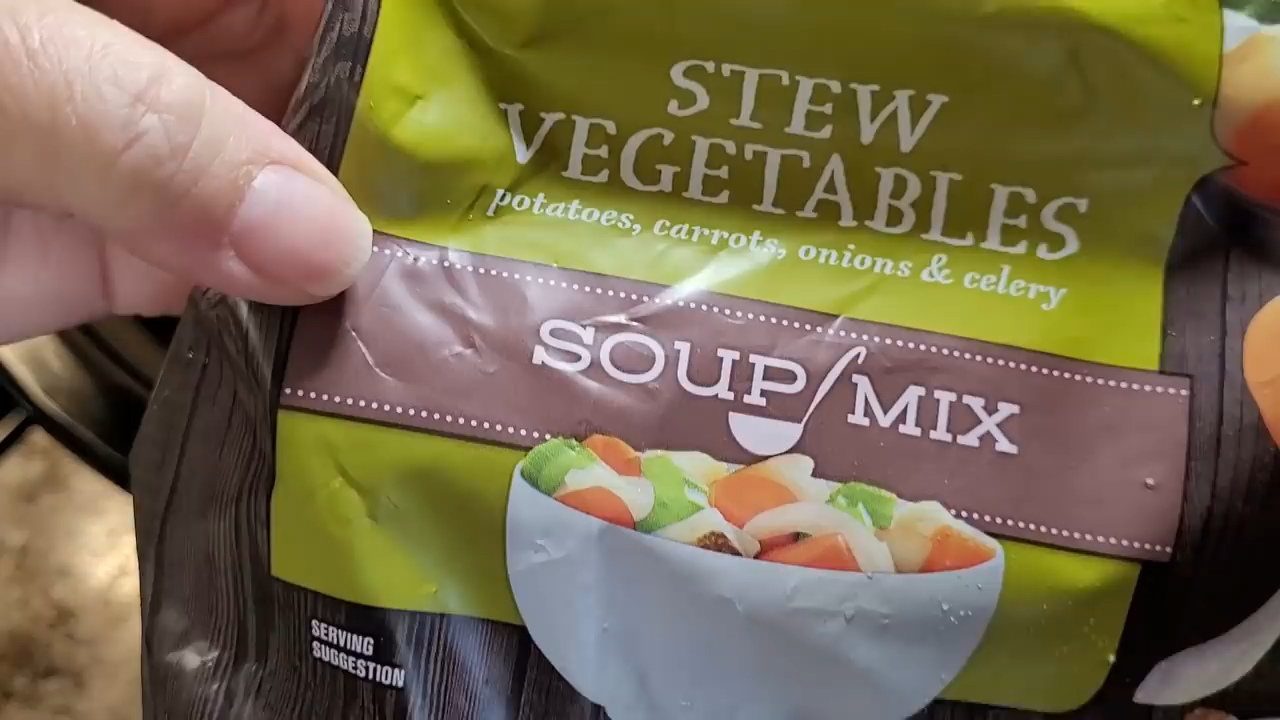 STEW
VEGETABLES
potatoes, carrots, onions & celery
SOUP MIX
SERVING
SUGGESTION